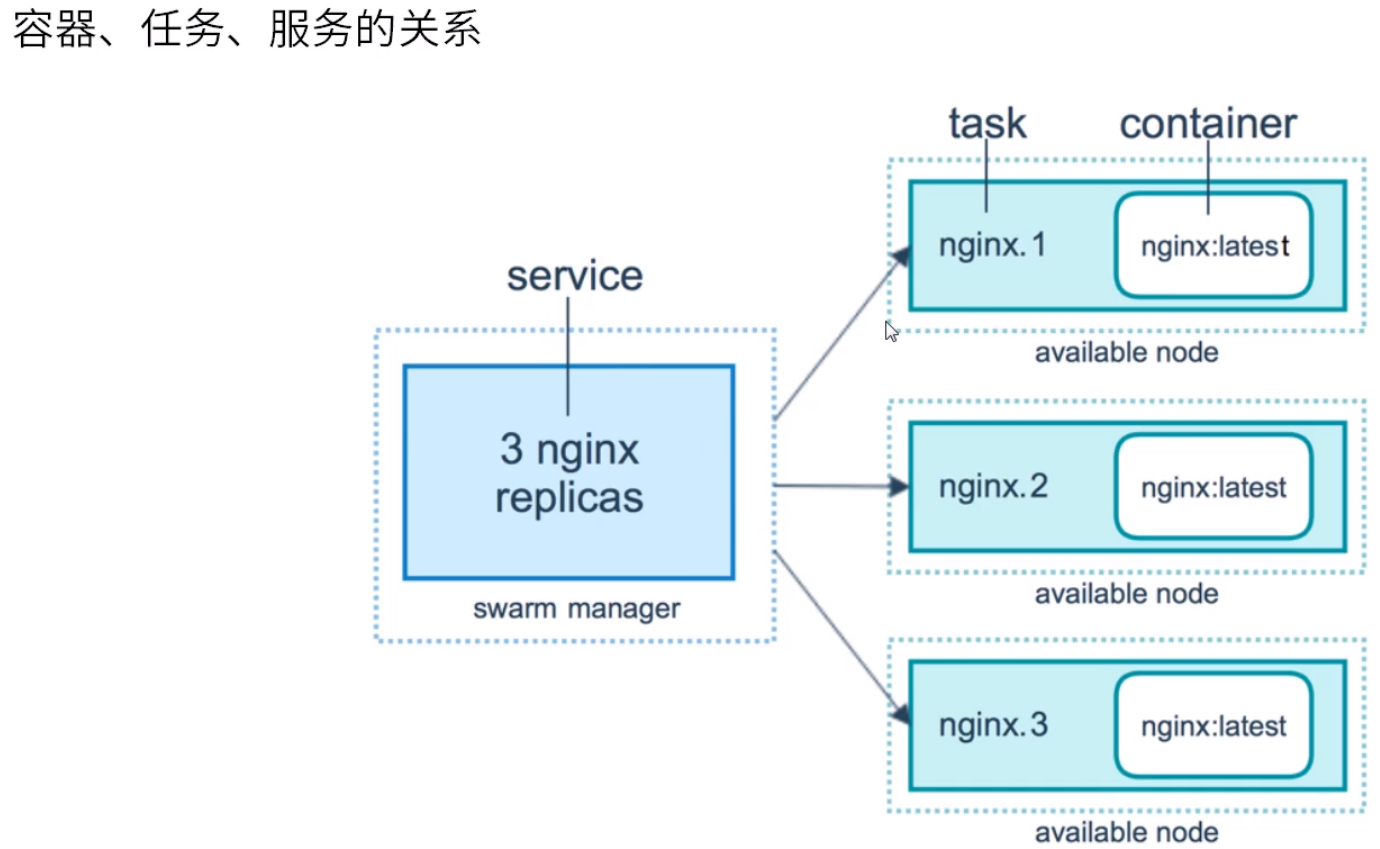 容器、任务、服务的关系
task
container
nginx.1
nginx:latest
available node
service
3 nginx
replicas
swarm manager
nginx.2
nginx:latest
available node
nginx.3
nginx:latest
available node